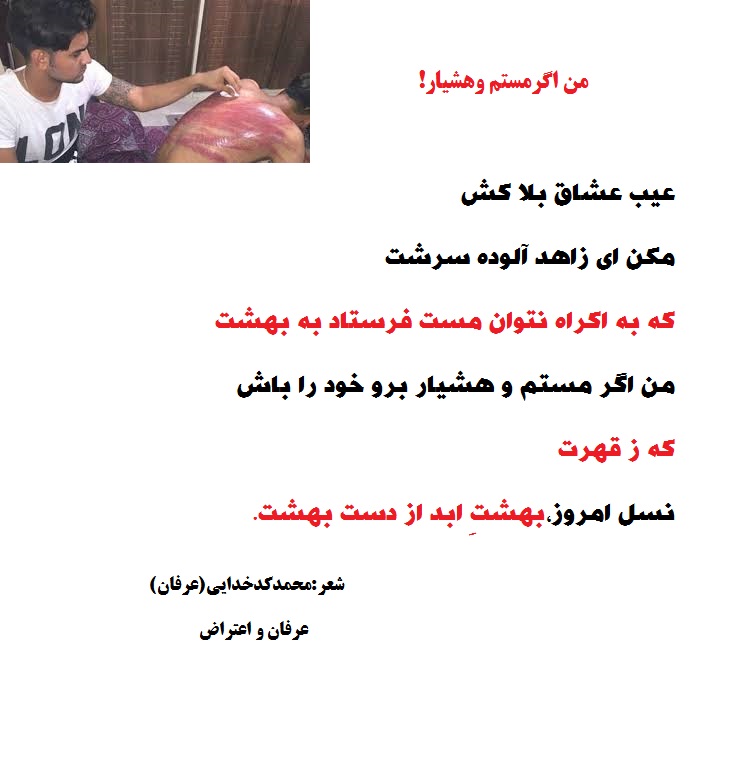 LON
من اگرمستم وهشیار!
عیب عشاق بلا کش
مکن ای زاهد آلوده سرشت
که به اکراه نتوان مست فرستاد به بهشت
من اگر مستم و هشیار برو خود را باش
که ز قهرت
نسل امروز،بهشتِ ابد از دست بهشت.
شعر:محمدکدخدایی(عرفان)
عرفان و اعتراض